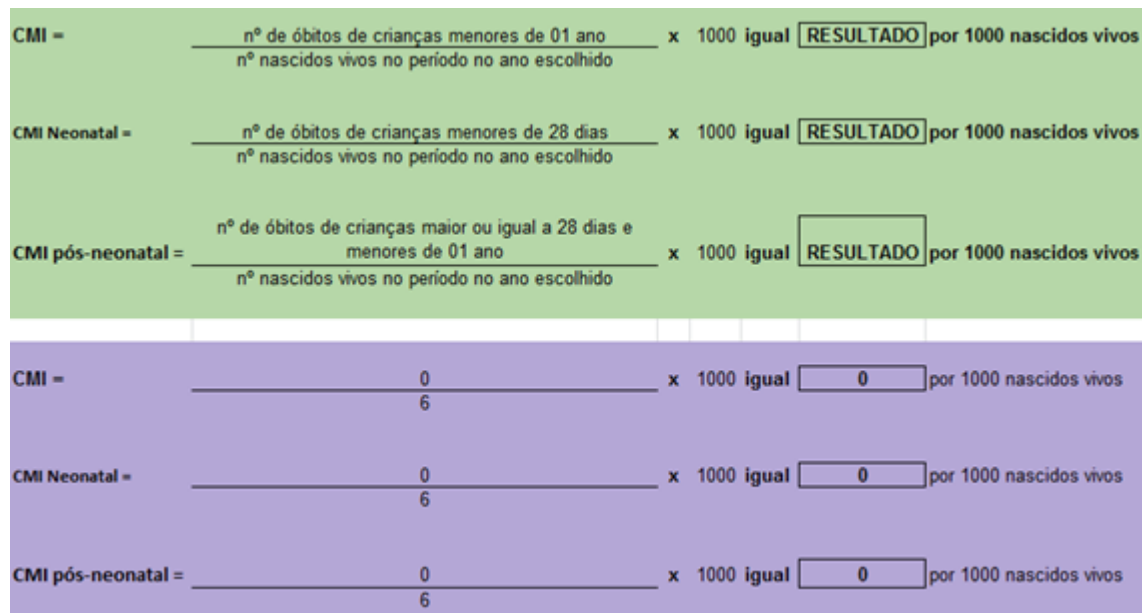 CMI = nº de óbitos de crianças menores de 01 ano x 1000 igual RESULTADO por 1000 nascidos vivos
nº nascidos vivos no período no ano escolhido
CMI Neonatal = nº de óbitos de crianças menores de 28 dias x 1000 igual RESULTADO por 1000 nascidos vivos
nº nascidos vivos no período no ano escolhido
nº de óbitos de crianças maior ou igual a 28 dias e
CMI pós-neonatal = menores de 01 ano x 1000 igual RESULTADO por 1000 nascidos vivos
nº nascidos vivos no período no ano escolhido
CMI = 0 x 1000 igual 0 por 1000 nascidos vivos
6
CMI Neonatal = 0 x 1000 igual 0 por 1000 nascidos vivos
6
CMI pós-neonatal = 0 x 1000 igual 0 por 1000 nascidos vivos
6